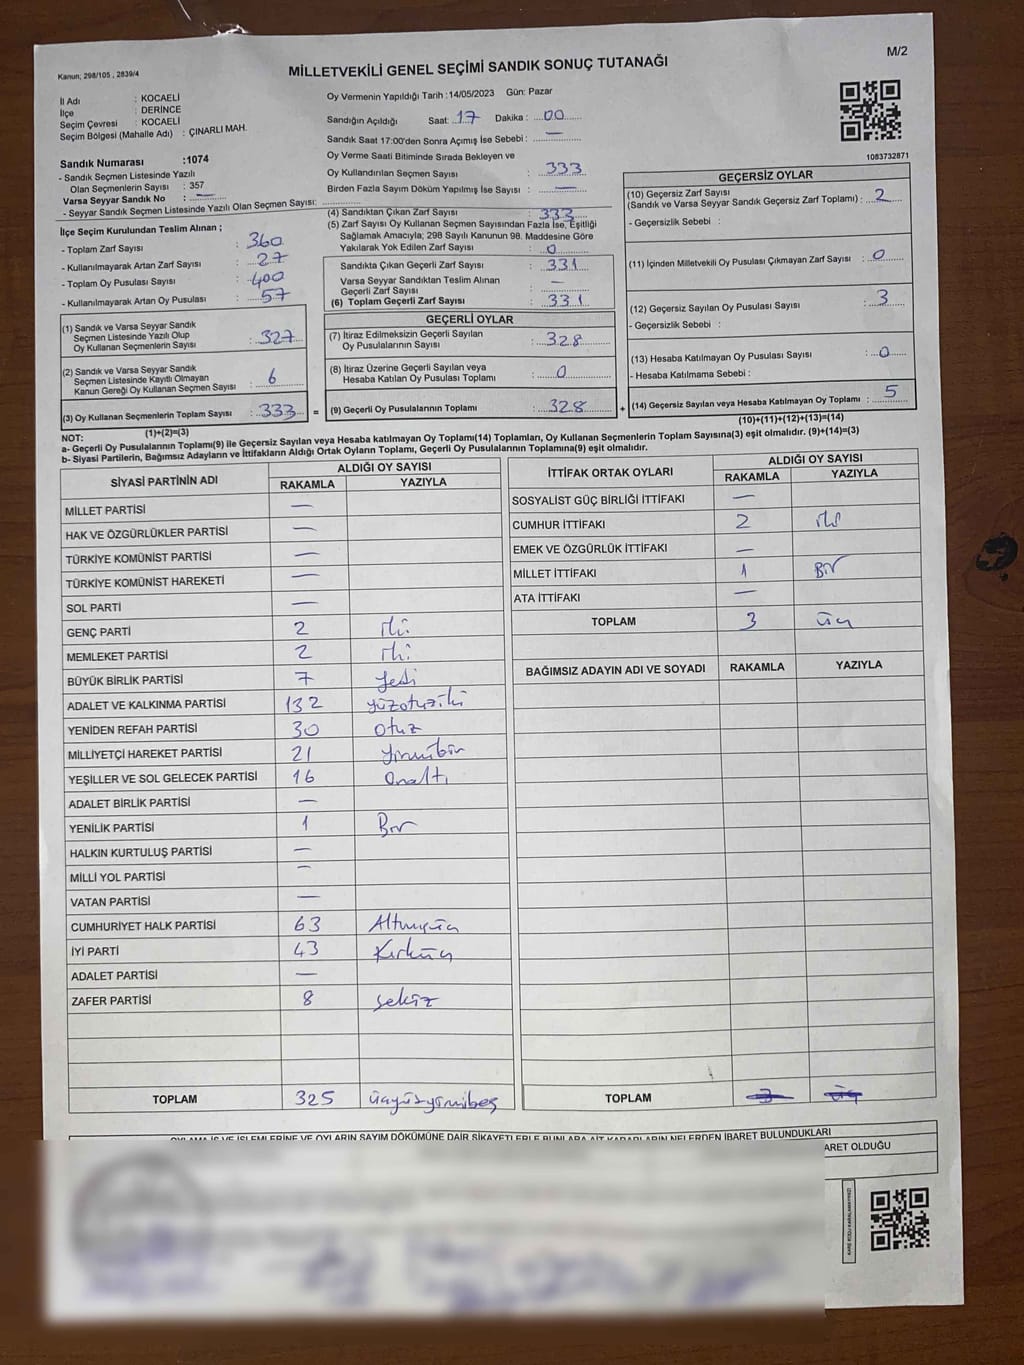 M/2
Kanun; 298/105 , 2839/4
MİLLETVEKİLİ GENEL SEÇİMİ SANDIK SONUÇ TUTANAĞI
İl Adı : KOCAELİ
İlçe : DERİNCE
Seçim Çevresi : KOCAELİ
Seçim Bölgesi (Mahalle Adı) : ÇINARLI MAH.
Sandık Numarası :1074
- Sandık Seçmen Listesinde Yazılı
Olan Seçmenlerin Sayısı : 357
Varsa Seyyar Sandık No : —
- Seyyar Sandık Seçmen Listesinde Yazılı Olan Seçmen Sayısı:
Oy Vermenin Yapıldığı Tarih :14/05/2023 Gün: Pazar
Sandığın Açıldığı Saat: 17 Dakika : 00
Sandık Saat 17:00'den Sonra Açımış İse Sebebi : —
Oy Verme Saati Bitiminde Sırada Bekleyen ve
Oy Kullandırılan Seçmen Sayısı : 333
Birden Fazla Sayım Döküm Yapılmış İse Sayısı : —
1083732871
İlçe Seçim Kurulundan Teslim Alınan ;
- Toplam Zarf Sayısı : 360
- Kullanılmayarak Artan Zarf Sayısı : 27
- Toplam Oy Pusulası Sayısı : 400
- Kullanılmayarak Artan Oy Pusulası : 57
(1) Sandık ve Varsa Seyyar Sandık
Seçmen Listesinde Yazılı Olup
Oy Kullanan Seçmenlerin Sayısı : 327
(2) Sandık ve Varsa Seyyar Sandık
Seçmen Listesinde Kayıtlı Olmayan
Kanun Gereği Oy Kullanan Seçmen Sayısı : 6
(3) Oy Kullanan Seçmenlerin Toplam Sayısı : 333 =
(1)+(2)=(3)
(4) Sandıktan Çıkan Zarf Sayısı : 333
(5) Zarf Sayısı Oy Kullanan Seçmen Sayısından Fazla İse, Eşitliği
Sağlamak Amacıyla; 298 Sayılı Kanunun 98. Maddesine Göre
Yakılarak Yok Edilen Zarf Sayısı : 0
Sandıkta Çıkan Geçerli Zarf Sayısı : 331
Varsa Seyyar Sandıktan Teslim Alınan
Geçerli Zarf Sayısı : —
(6) Toplam Geçerli Zarf Sayısı : 331
GEÇERLİ OYLAR
(7) İtiraz Edilmeksizin Geçerli Sayılan
Oy Pusulalarının Sayısı : 328
(8) İtiraz Üzerine Geçerli Sayılan veya
Hesaba Katılan Oy Pusulası Toplamı : 0
(9) Geçerli Oy Pusulalarının Toplamı : 328 +
GEÇERSİZ OYLAR
(10) Geçersiz Zarf Sayısı
(Sandık ve Varsa Seyyar Sandık Geçersiz Zarf Toplamı) : 2
- Geçersizlik Sebebi :
(11) İçinden Milletvekili Oy Pusulası Çıkmayan Zarf Sayısı : 0
(12) Geçersiz Sayılan Oy Pusulası Sayısı : 3
- Geçersizlik Sebebi :
(13) Hesaba Katılmayan Oy Pusulası Sayısı : 0
- Hesaba Katılmama Sebebi :
(14) Geçersiz Sayılan veya Hesaba Katılmayan Oy Toplamı : 5
(10)+(11)+(12)+(13)=(14)
NOT:
a- Geçerli Oy Pusulalarının Toplamı(9) ile Geçersiz Sayılan veya Hesaba katılmayan Oy Toplamı(14) Toplamları, Oy Kullanan Seçmenlerin Toplam Sayısına(3) eşit olmalıdır. (9)+(14)=(3)
b- Siyasi Partilerin, Bağımsız Adayların ve İttifakların Aldığı Ortak Oyların Toplamı, Geçerli Oy Pusulalarının Toplamına(9) eşit olmalıdır.
SİYASİ PARTİNİN ADI ALDIĞI OY SAYISI
RAKAMLA YAZIYLA
MİLLET PARTİSİ —
HAK VE ÖZGÜRLÜKLER PARTİSİ —
TÜRKİYE KOMÜNİST PARTİSİ —
TÜRKİYE KOMÜNİST HAREKETİ —
SOL PARTİ —
GENÇ PARTİ 2 iki
MEMLEKET PARTİSİ 2 iki
BÜYÜK BİRLİK PARTİSİ 7 yedi
ADALET VE KALKINMA PARTİSİ 132 yüzotuziki
YENİDEN REFAH PARTİSİ 30 otuz
MİLLİYETÇİ HAREKET PARTİSİ 21 yirmibir
YEŞİLLER VE SOL GELECEK PARTİSİ 16 Onaltı
ADALET BİRLİK PARTİSİ —
YENİLİK PARTİSİ 1 Bir
HALKIN KURTULUŞ PARTİSİ —
MİLLİ YOL PARTİSİ —
VATAN PARTİSİ —
CUMHURİYET HALK PARTİSİ 63 Altmışüç
İYİ PARTİ 43 Kırküç
ADALET PARTİSİ —
ZAFER PARTİSİ 8 sekiz
TOPLAM 325 üçyüzyirmibeş
İTTİFAK ORTAK OYLARI ALDIĞI OY SAYISI
RAKAMLA YAZIYLA
SOSYALİST GÜÇ BİRLİĞİ İTTİFAKI —
CUMHUR İTTİFAKI 2 iki
EMEK VE ÖZGÜRLÜK İTTİFAKI —
MİLLET İTTİFAKI 1 Bir
ATA İTTİFAKI —
TOPLAM 3 üç
BAĞIMSIZ ADAYIN ADI VE SOYADI RAKAMLA YAZIYLA
TOPLAM 3 üç
OYLAMA İŞ VE İŞLEMLERİNE VE OYLARIN SAYIM DÖKÜMÜNE DAİR ŞİKAYETLERLE BUNLARA AİT KARARLARIN NELERDEN İBARET BULUNDUKLARI
ARET OLDUĞU